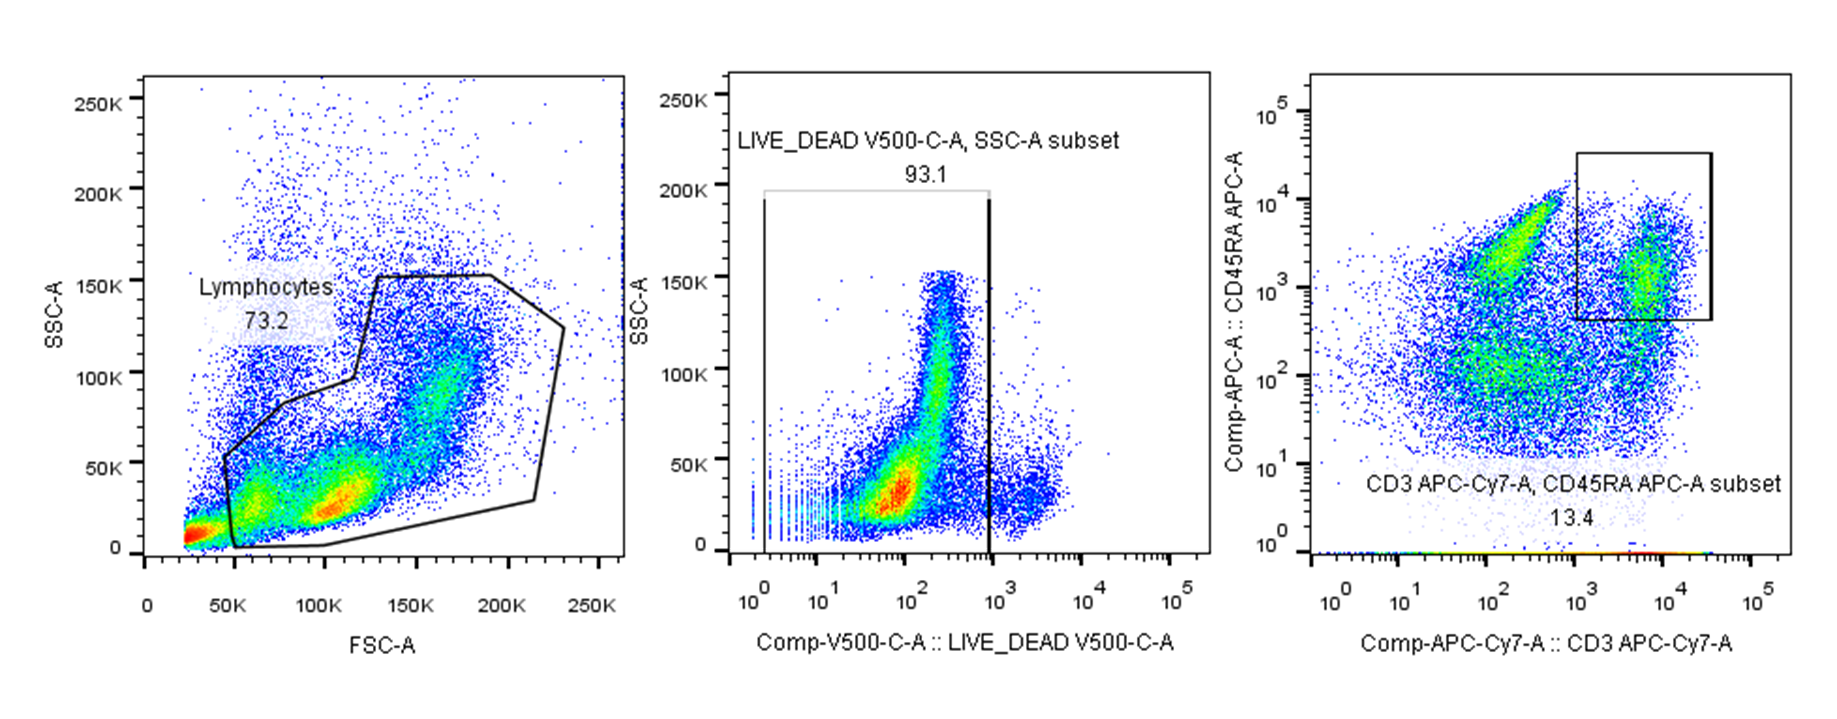 250K
200K
150K
100K
50K
0
SSC-A
Lymphocytes
73.2
0 50K 100K 150K 200K 250K
FSC-A
250K
200K
150K
100K
50K
0
SSC-A
LIVE_DEAD V500-C-A, SSC-A subset
93.1
10^0 10^1 10^2 10^3 10^4 10^5
Comp-V500-C-A :: LIVE_DEAD V500-C-A
10^5
10^4
10^3
10^2
10^1
10^0
Comp-APC-A :: CD45RA APC-A
CD3 APC-Cy7-A, CD45RA APC-A subset
13.4
10^0 10^1 10^2 10^3 10^4 10^5
Comp-APC-Cy7-A :: CD3 APC-Cy7-A